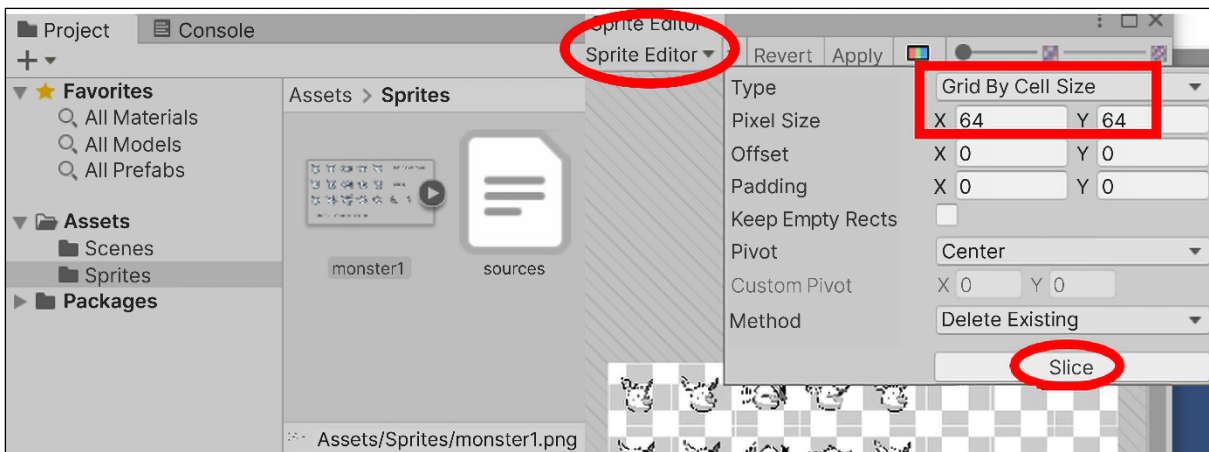 Project
Console
Favorites
All Materials
All Models
All Prefabs
Assets
Scenes
Sprites
Packages
Assets > Sprites
monster1
sources
Assets/Sprites/monster1.png
Sprite Editor
Sprite Editor Revert Apply
Type Grid By Cell Size
Pixel Size X 64 Y 64
Offset X 0 Y 0
Padding X 0 Y 0
Keep Empty Rects
Pivot Center
Custom Pivot X 0 Y 0
Method Delete Existing
Slice